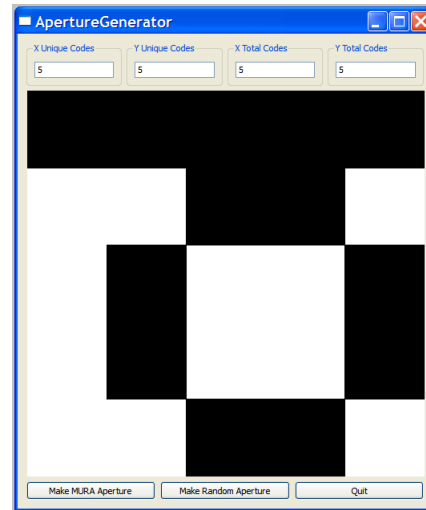 ApertureGenerator
X Unique Codes Y Unique Codes X Total Codes Y Total Codes
5 5 5 5
Make MURA Aperture Make Random Aperture Quit